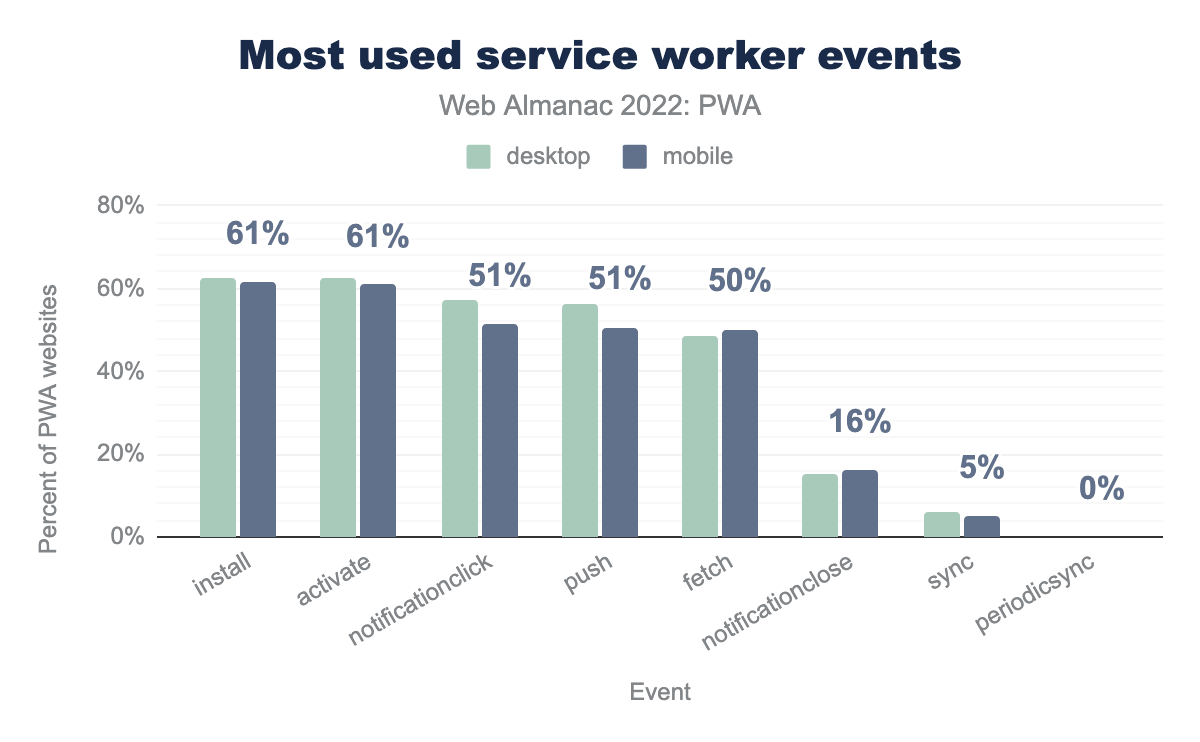 Most used service worker events
Web Almanac 2022: PWA
desktop
mobile
Percent of PWA websites
80%
60%
40%
20%
0%
61%
61%
51%
51%
50%
16%
5%
0%
install
activate
notificationclick
push
fetch
notificationclose
sync
periodicsync
Event